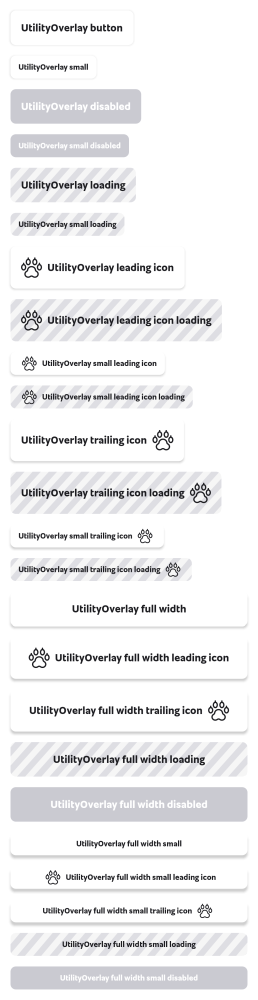 UtilityOverlay button
UtilityOverlay small
UtilityOverlay disabled
UtilityOverlay small disabled
UtilityOverlay loading
UtilityOverlay small loading
UtilityOverlay leading icon
UtilityOverlay leading icon loading
UtilityOverlay small leading icon
UtilityOverlay small leading icon loading
UtilityOverlay trailing icon
UtilityOverlay trailing icon loading
UtilityOverlay small trailing icon
UtilityOverlay small trailing icon loading
UtilityOverlay full width
UtilityOverlay full width leading icon
UtilityOverlay full width trailing icon
UtilityOverlay full width loading
UtilityOverlay full width disabled
UtilityOverlay full width small
UtilityOverlay full width small leading icon
UtilityOverlay full width small trailing icon
UtilityOverlay full width small loading
UtilityOverlay full width small disabled